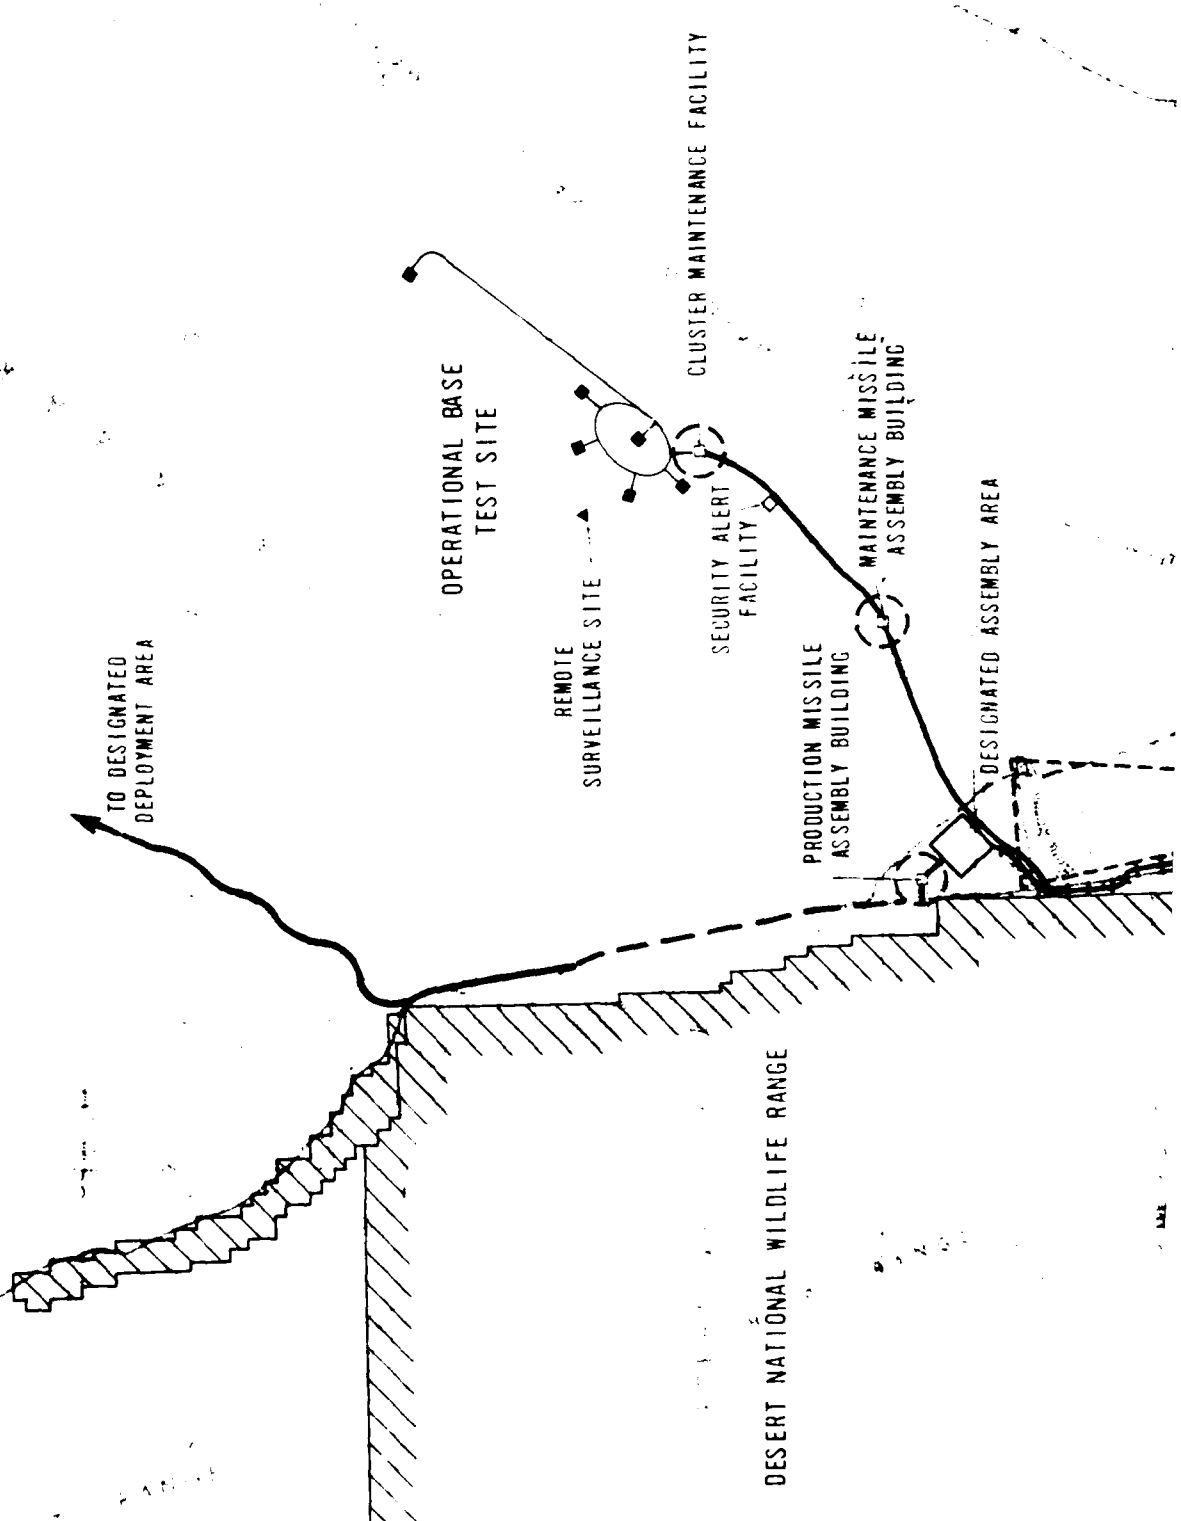 TO DESIGNATED
DEPLOYMENT AREA
OPERATIONAL BASE
TEST SITE
REMOTE
SURVEILLANCE SITE
CLUSTER MAINTENANCE FACILITY
SECURITY ALERT
FACILITY
MAINTENANCE MISSILE
ASSEMBLY BUILDING
PRODUCTION MISSILE
ASSEMBLY BUILDING
DESIGNATED ASSEMBLY AREA
DESERT NATIONAL WILDLIFE RANGE
RANGE